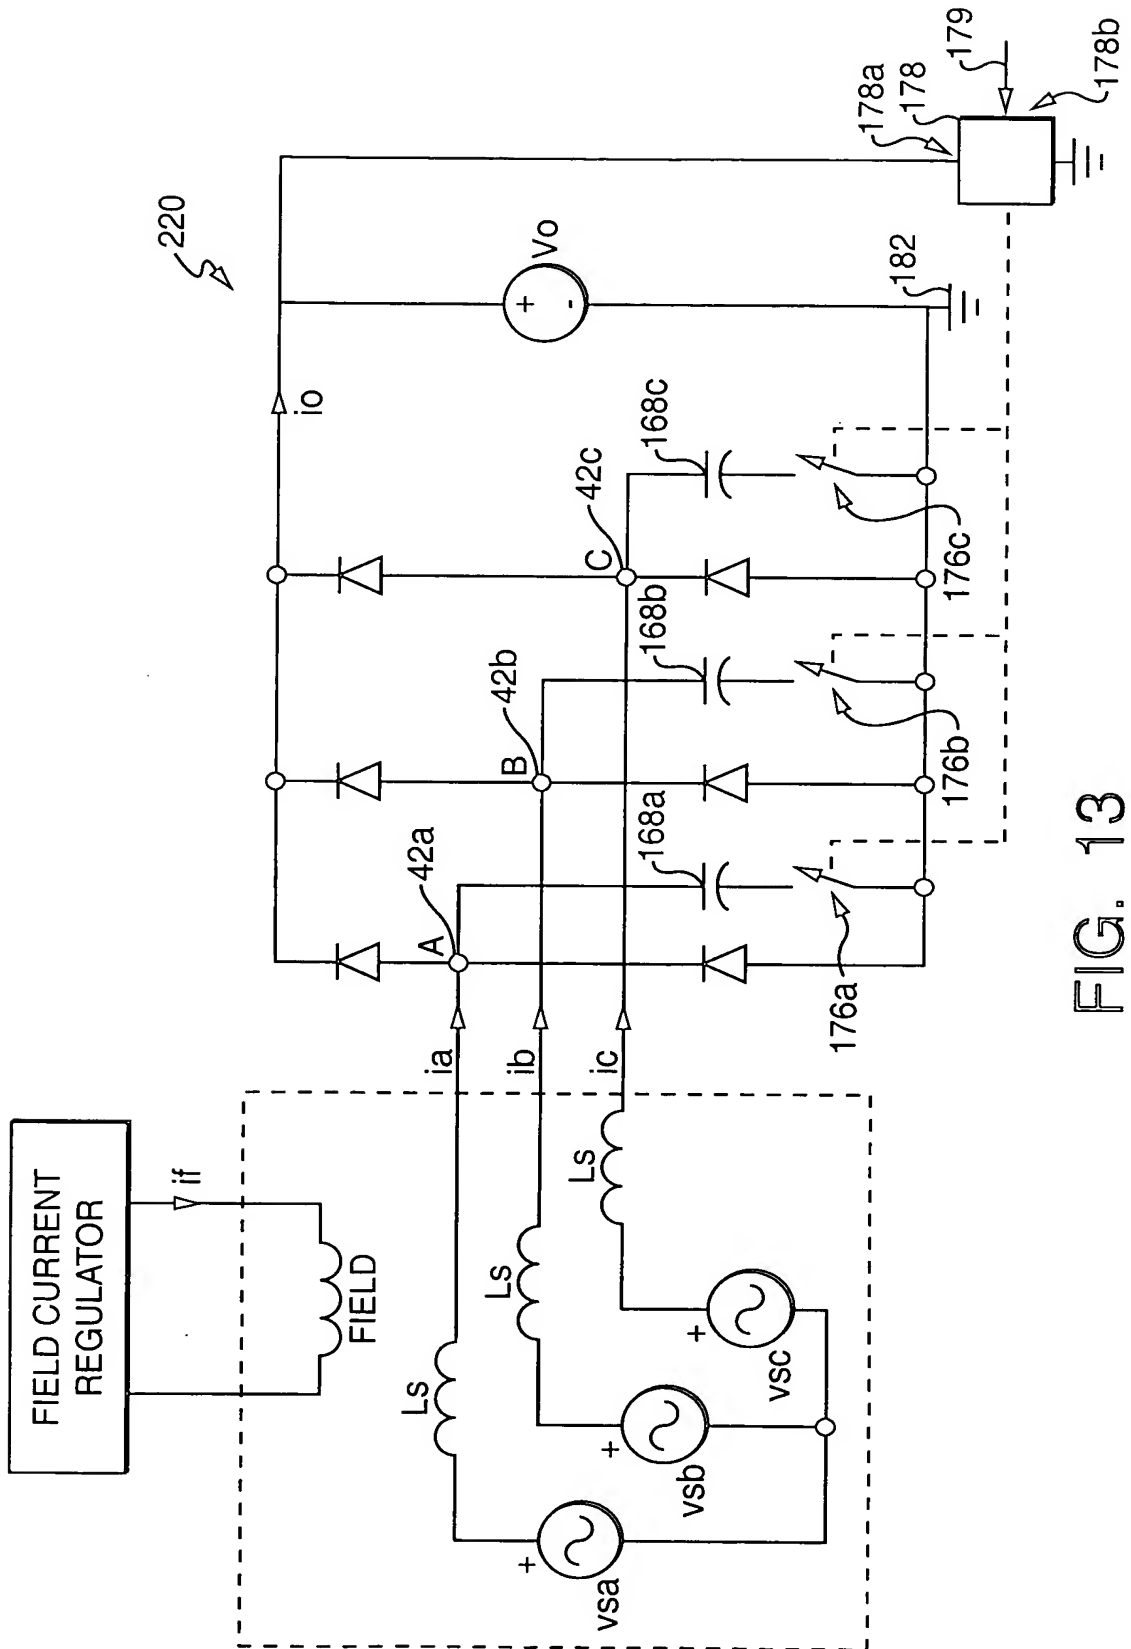 FIELD CURRENT
REGULATOR
if
FIELD
220
io
Vo
+
-
182
178a
178
179
178b
Ls
Ls
Ls
ia
ib
ic
A
42a
B
42b
C
42c
168a
168b
168c
176a
176b
176c
+
vsa
+
vsb
+
vsc
FIG. 13